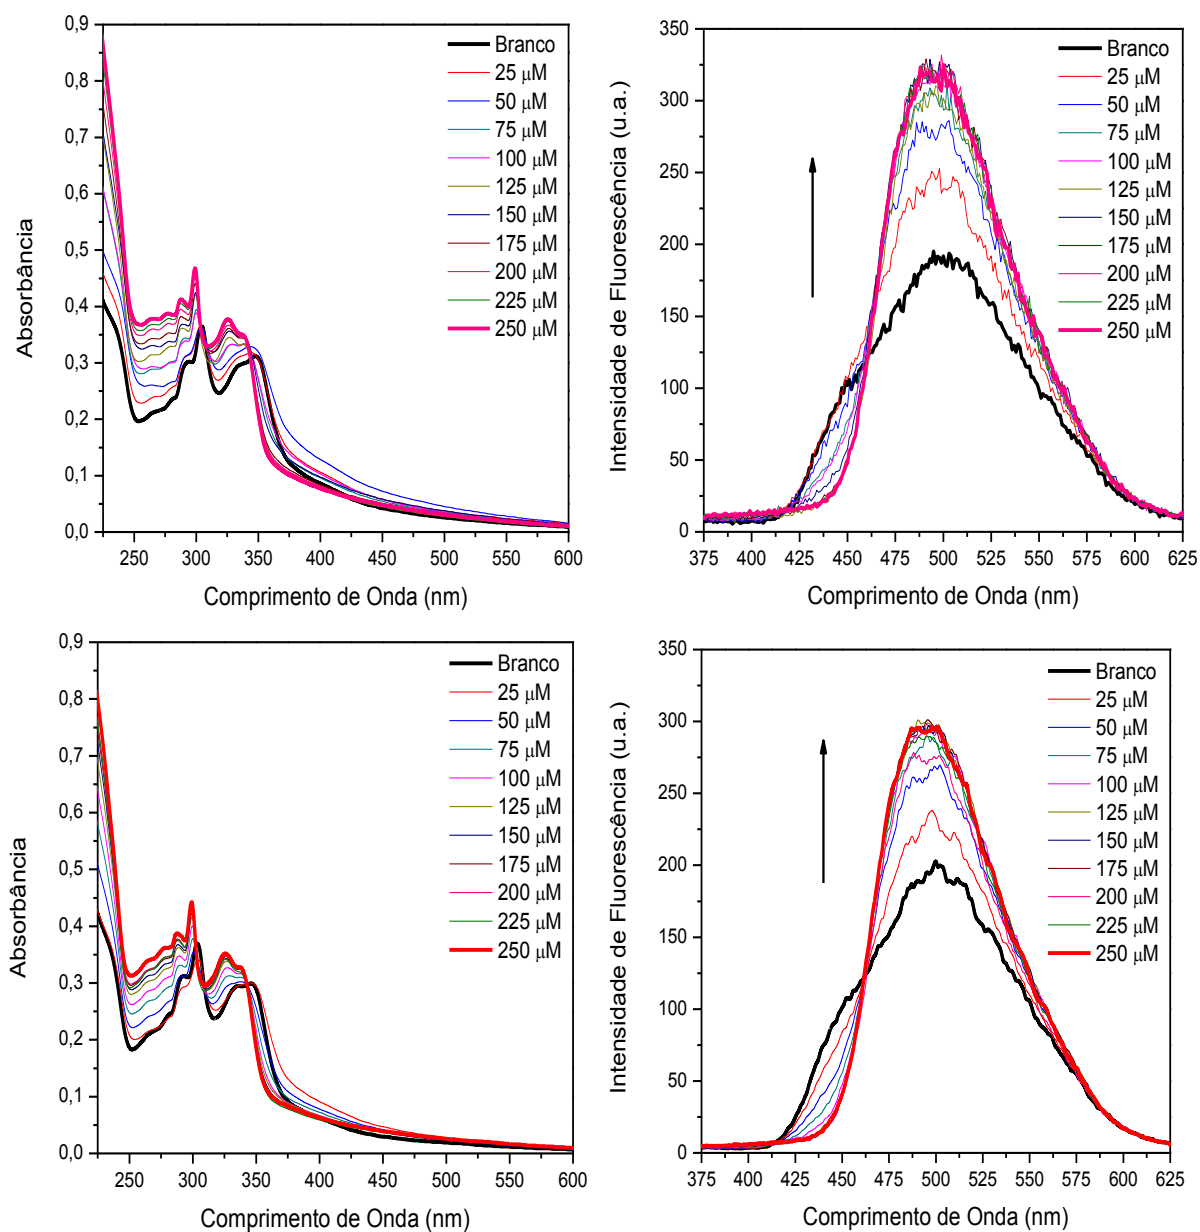 0,9
0,8
0,7
0,6
0,5
0,4
0,3
0,2
0,1
0,0
Absorbância
250 300 350 400 450 500 550 600
Comprimento de Onda (nm)
Branco
25 μM
50 μM
75 μM
100 μM
125 μM
150 μM
175 μM
200 μM
225 μM
250 μM
350
300
250
200
150
100
50
0
Intensidade de Fluorescência (u.a.)
375 400 425 450 475 500 525 550 575 600 625
Comprimento de Onda (nm)
Branco
25 μM
50 μM
75 μM
100 μM
125 μM
150 μM
175 μM
200 μM
225 μM
250 μM
0,9
0,8
0,7
0,6
0,5
0,4
0,3
0,2
0,1
0,0
Absorbância
250 300 350 400 450 500 550 600
Comprimento de Onda (nm)
Branco
25 μM
50 μM
75 μM
100 μM
125 μM
150 μM
175 μM
200 μM
225 μM
250 μM
350
300
250
200
150
100
50
0
Intensidade de Fluorescência (u.a.)
375 400 425 450 475 500 525 550 575 600 625
Comprimento de Onda (nm)
Branco
25 μM
50 μM
75 μM
100 μM
125 μM
150 μM
175 μM
200 μM
225 μM
250 μM